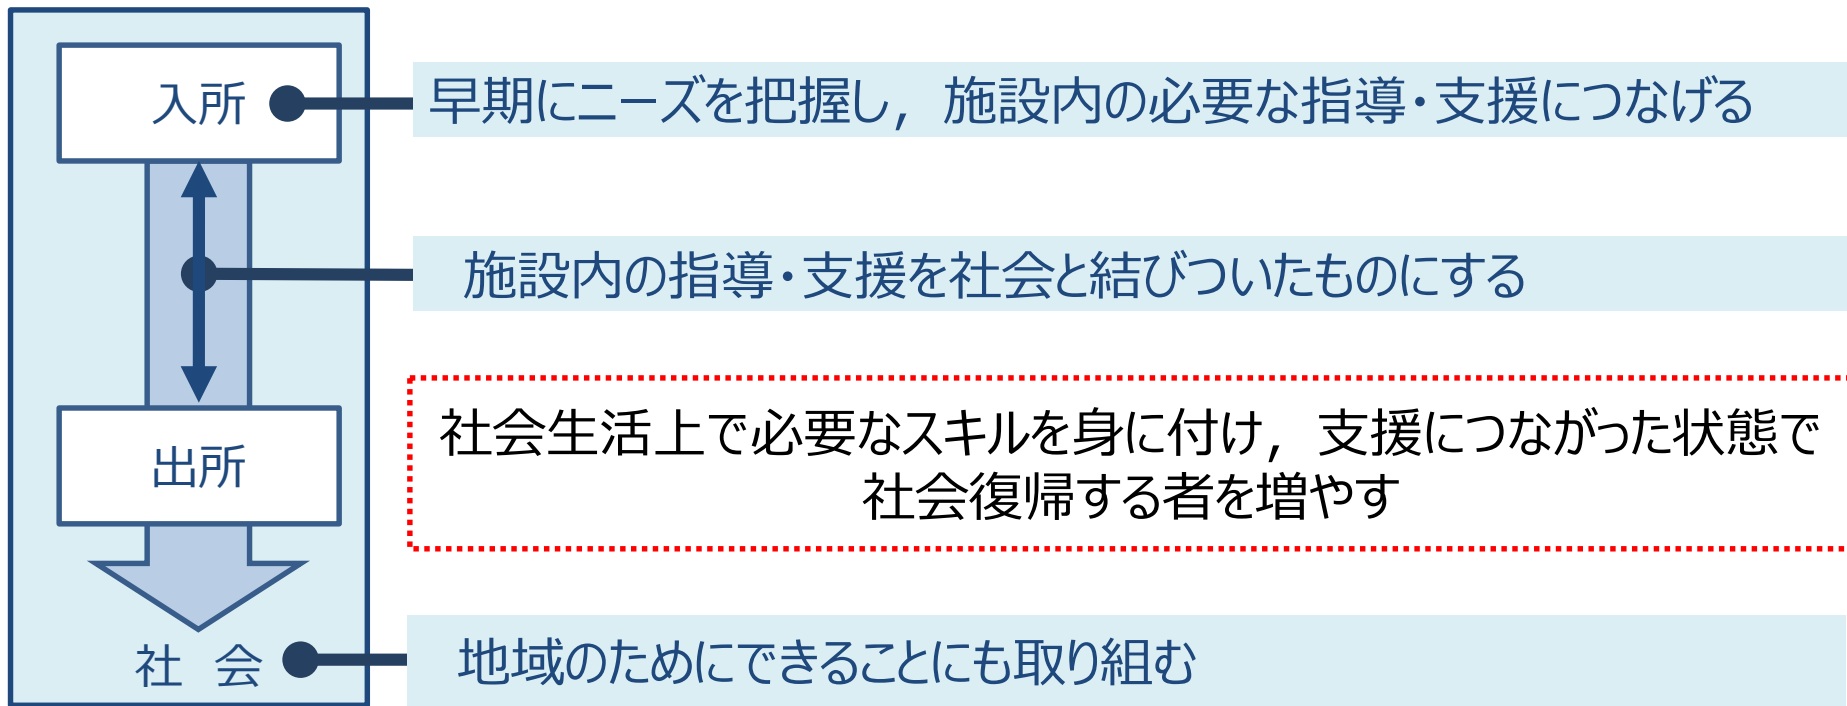 入所
早期にニーズを把握し，施設内の必要な指導・支援につなげる
施設内の指導・支援を社会と結びついたものにする
出所
社会生活上で必要なスキルを身に付け，支援につながった状態で
社会復帰する者を増やす
社　会
地域のためにできることにも取り組む